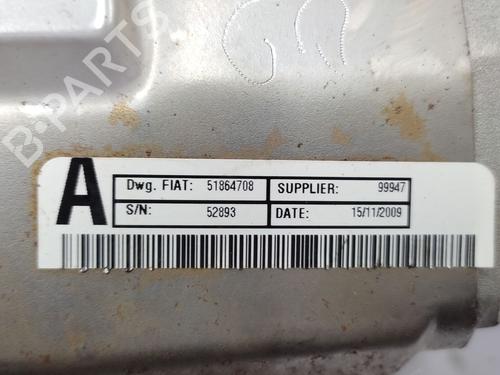 B-PARTS
A
Dwg. FIAT: 51864708 SUPPLIER: 99947
S/N: 52893 DATE: 15/11/2009